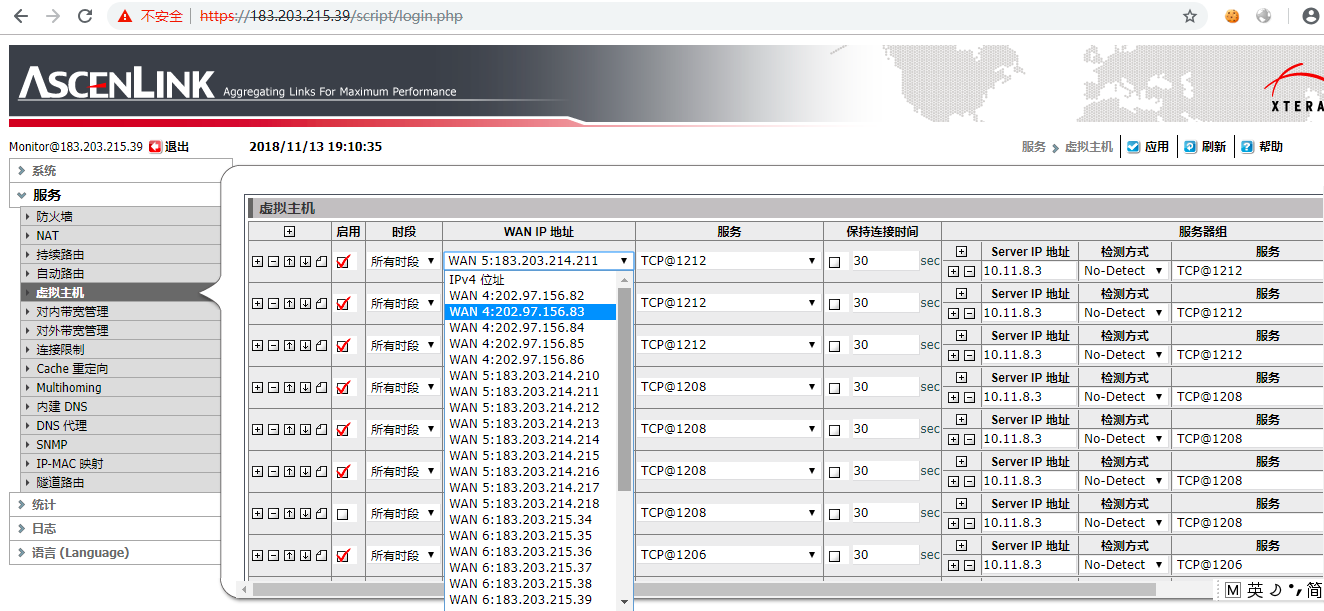 不安全 https://183.203.215.39/script/login.php
ASCENLINK Aggregating Links For Maximum Performance
XTERA
Monitor@183.203.215.39 退出 2018/11/13 19:10:35 服务 虚拟主机 应用 刷新 帮助
系统
服务
防火墙
NAT
持续路由
自动路由
虚拟主机
对内带宽管理
对外带宽管理
连接限制
Cache 重定向
Multihoming
内建 DNS
DNS 代理
SNMP
IP-MAC 映射
隧道路由
统计
日志
语言 (Language)
虚拟主机
启用 时段 WAN IP 地址 服务 保持连接时间 服务器组
所有时段 WAN 5:183.203.214.211 TCP@1212 30 sec
Server IP 地址 检测方式 服务
10.11.8.3 No-Detect TCP@1212
所有时段 TCP@1212 30 sec
Server IP 地址 检测方式 服务
10.11.8.3 No-Detect TCP@1212
所有时段 TCP@1212 30 sec
Server IP 地址 检测方式 服务
10.11.8.3 No-Detect TCP@1212
所有时段 TCP@1208 30 sec
Server IP 地址 检测方式 服务
10.11.8.3 No-Detect TCP@1208
所有时段 TCP@1208 30 sec
Server IP 地址 检测方式 服务
10.11.8.3 No-Detect TCP@1208
所有时段 TCP@1208 30 sec
Server IP 地址 检测方式 服务
10.11.8.3 No-Detect TCP@1208
所有时段 TCP@1208 30 sec
Server IP 地址 检测方式 服务
10.11.8.3 No-Detect TCP@1208
所有时段 TCP@1206 30 sec
Server IP 地址 检测方式 服务
10.11.8.3 No-Detect TCP@1206
IPv4 位址
WAN 4:202.97.156.82
WAN 4:202.97.156.83
WAN 4:202.97.156.84
WAN 4:202.97.156.85
WAN 4:202.97.156.86
WAN 5:183.203.214.210
WAN 5:183.203.214.211
WAN 5:183.203.214.212
WAN 5:183.203.214.213
WAN 5:183.203.214.214
WAN 5:183.203.214.215
WAN 5:183.203.214.216
WAN 5:183.203.214.217
WAN 5:183.203.214.218
WAN 6:183.203.215.34
WAN 6:183.203.215.35
WAN 6:183.203.215.36
WAN 6:183.203.215.37
WAN 6:183.203.215.38
WAN 6:183.203.215.39
M 英 简